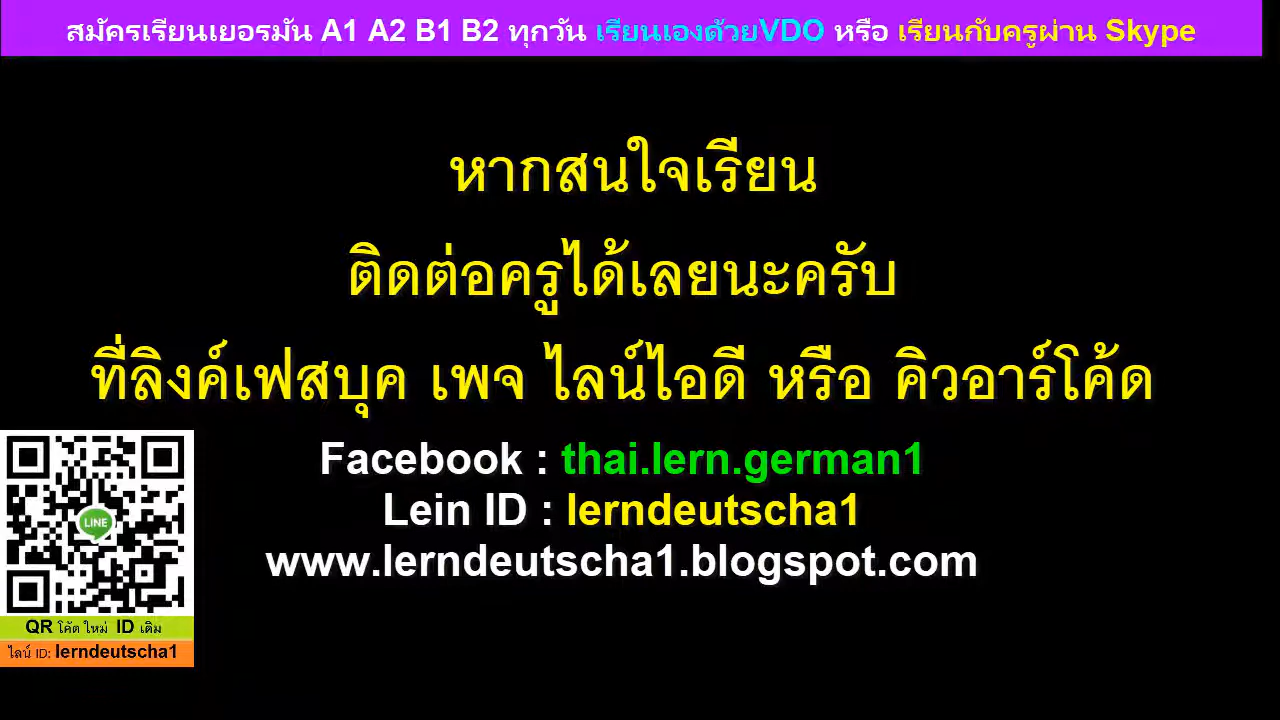 สมัครเรียนเยอรมัน A1 A2 B1 B2 ทุกวัน เรียนเองด้วยVDO หรือ เรียนกับครูผ่าน Skype
หากสนใจเรียน
ติดต่อครูได้เลยนะครับ
ที่ลิงค์เฟสบุค เพจ ไลน์ไอดี หรือ คิวอาร์โค้ด
Facebook : thai.lern.german1
Lein ID : lerndeutscha1
www.lerndeutscha1.blogspot.com
LINE
QR โค้ต ใหม่ ID เดิม
ไลน์ ID: lerndeutscha1